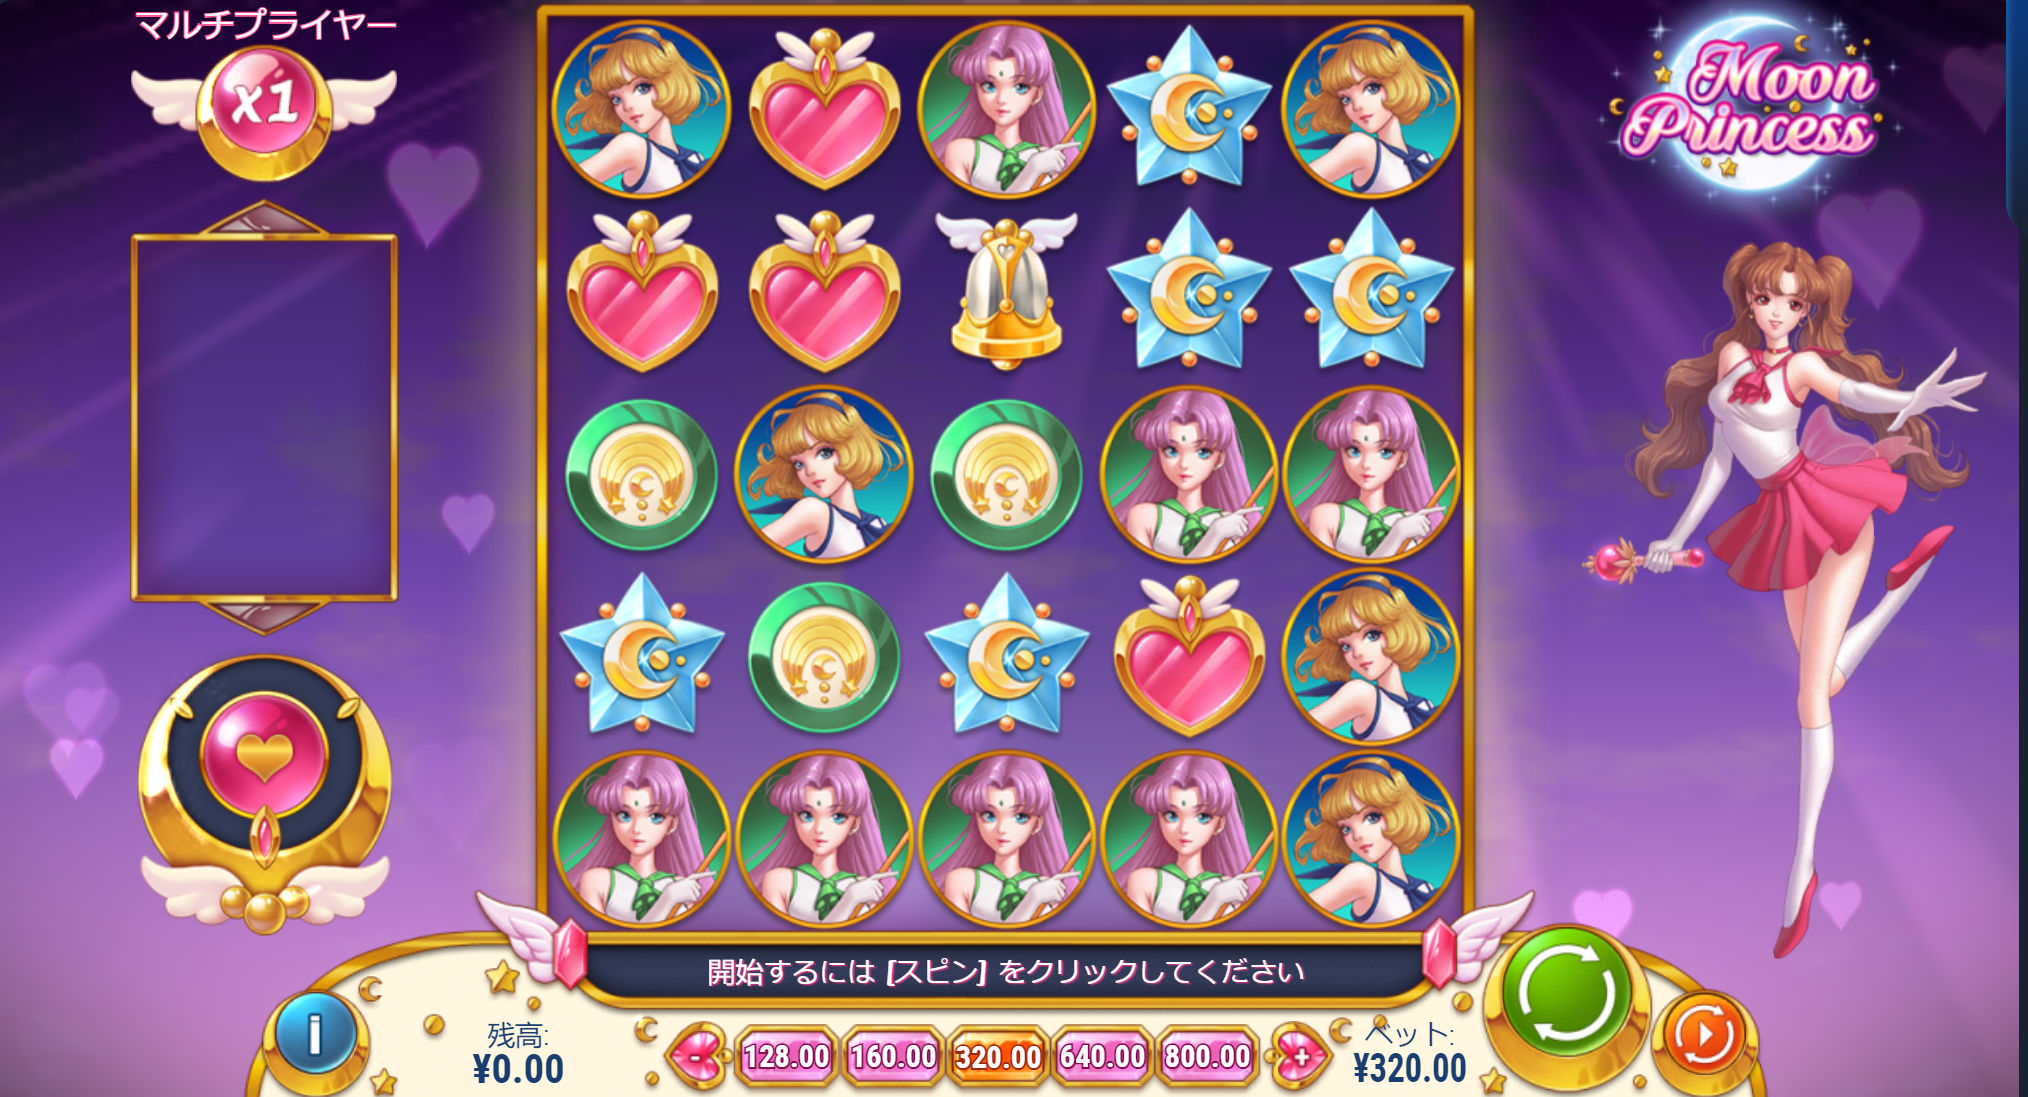 マルチプライヤー
x1
Moon
Princess
開始するには [スピン] をクリックしてください
残高:
¥0.00
-
128.00
160.00
320.00
640.00
800.00
+
ベット:
¥320.00
i